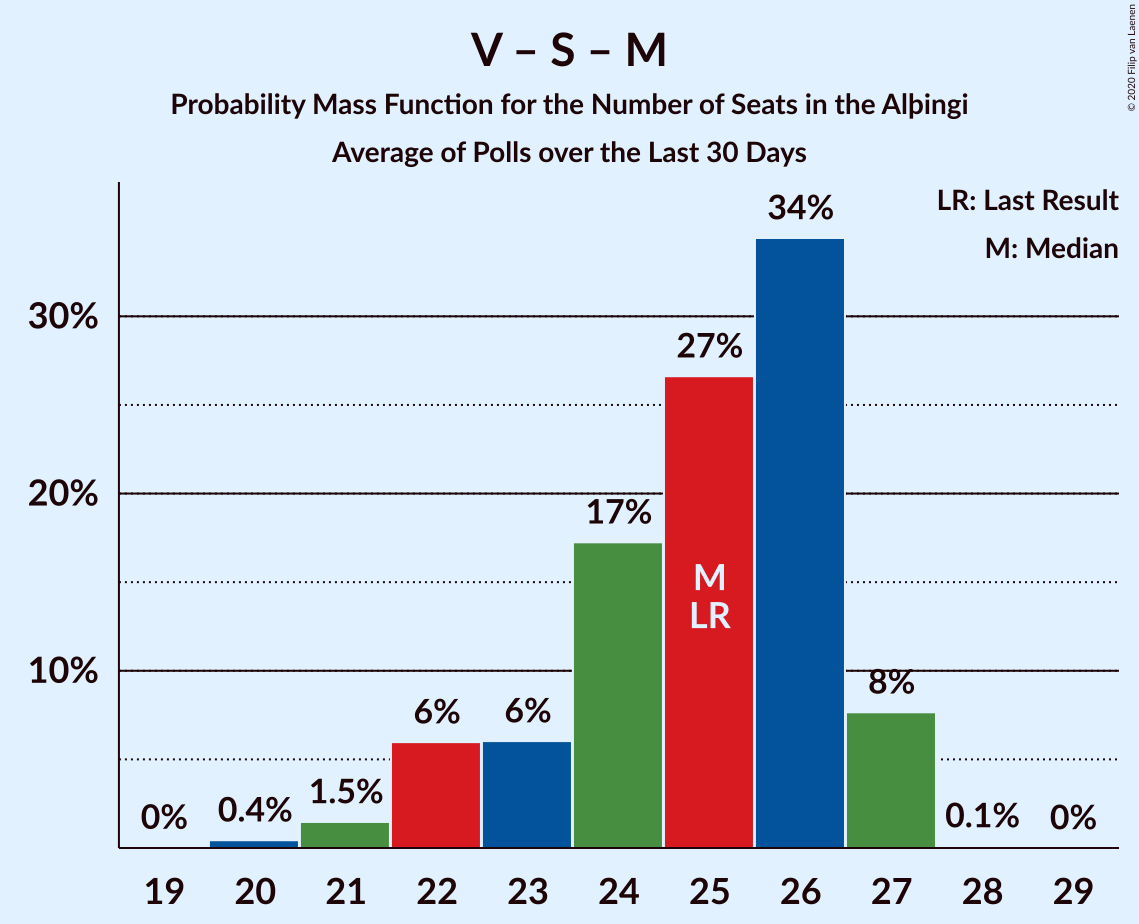 V – S – M
Probability Mass Function for the Number of Seats in the Alþingi
Average of Polls over the Last 30 Days
© 2020 Filip van Laenen
LR: Last Result
M: Median
34%
30%
27%
20%
17%
M
LR
10%
8%
6%
6%
1.5%
0.4%
0%
0.1%
0%
19 20 21 22 23 24 25 26 27 28 29